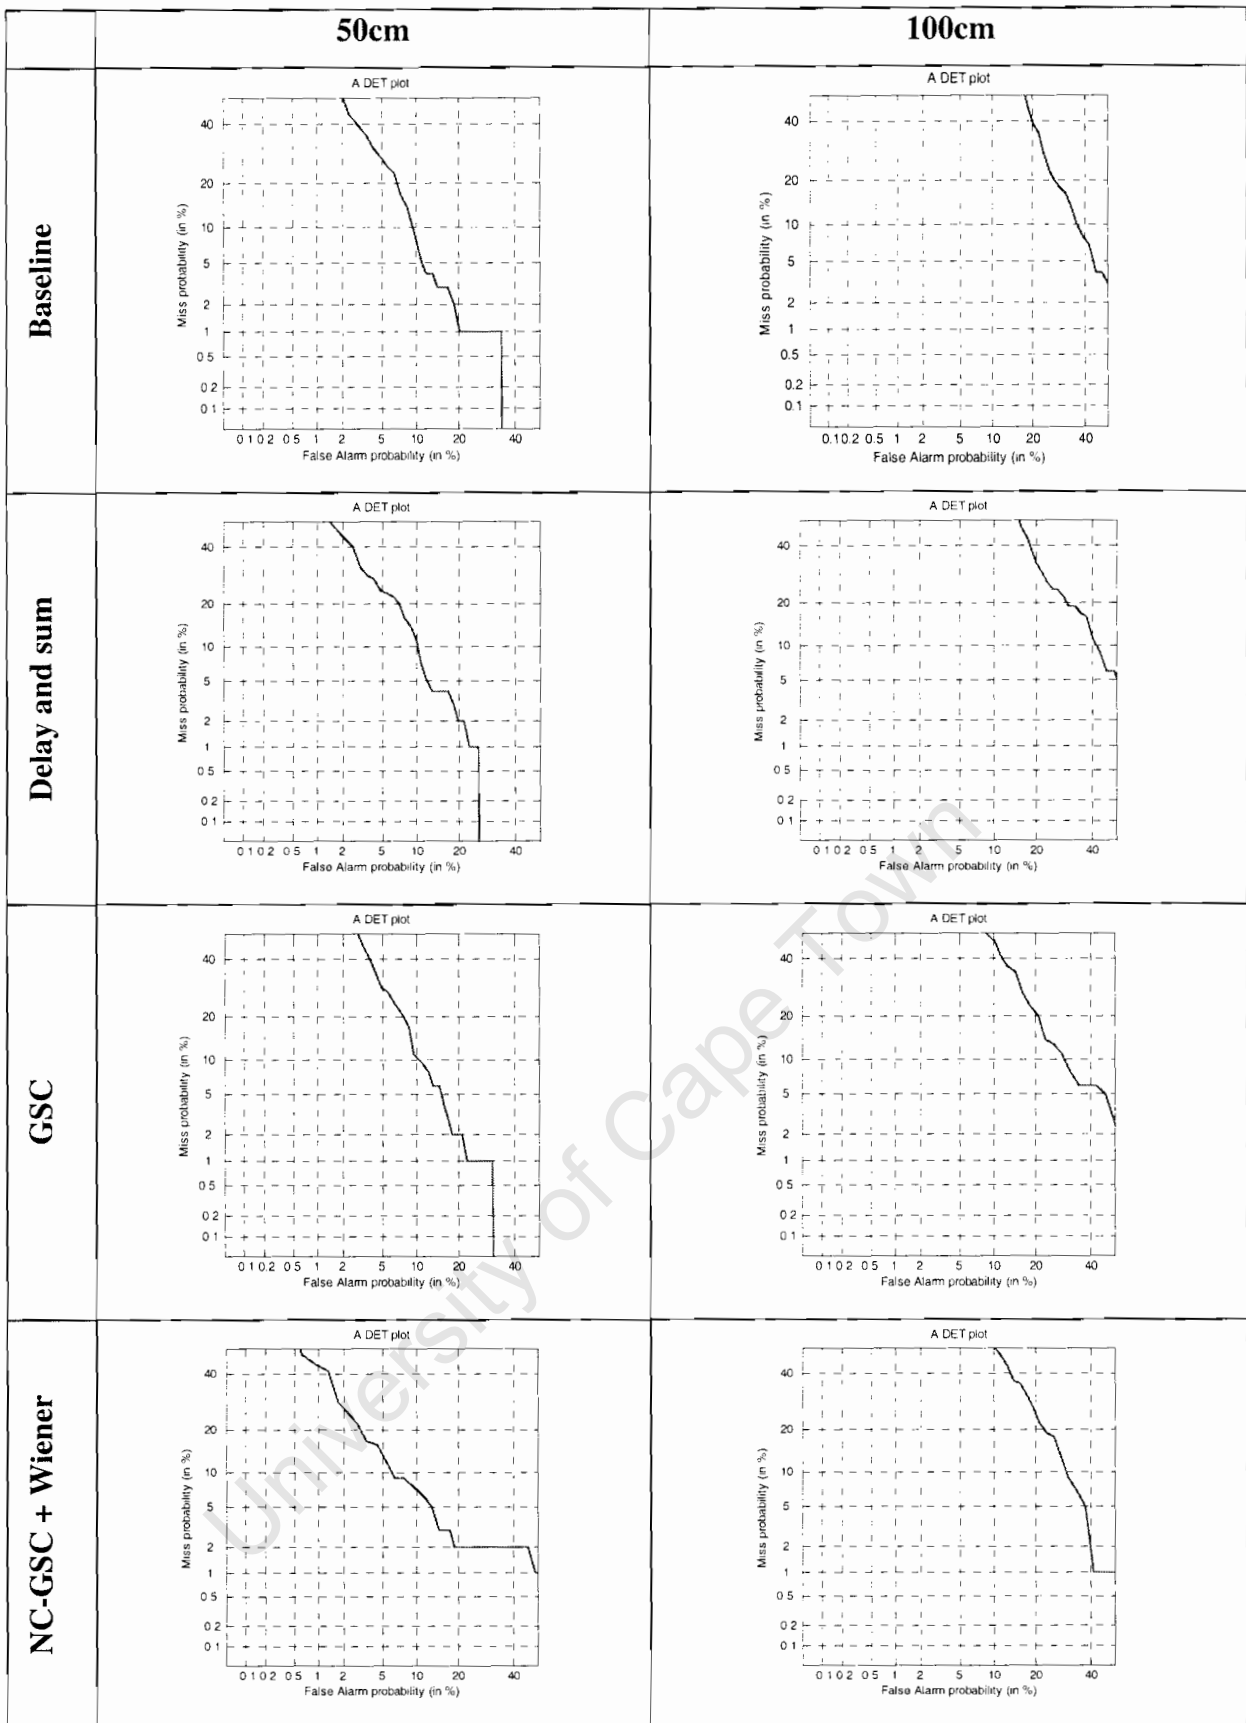 50cm 100cm
Baseline
A DET plot
40
20
10
5
2
1
0 5
0 2
0 1
Miss probability (in %)
0 1 0 2 0 5 1 2 5 10 20 40
False Alarm probability (in %)
A DET plot
40
20
10
5
2
1
0.5
0.2
0.1
Miss probability (in %)
0.1 0.2 0.5 1 2 5 10 20 40
False Alarm probability (in %)
Delay and sum
A DET plot
40
20
10
5
2
1
0 5
0 2
0 1
Miss probability (in %)
0 1 0 2 0 5 1 2 5 10 20 40
False Alarm probability (in %)
A DET plot
40
20
10
5
2
1
0 5
0 2
0 1
Miss probability (in %)
0 1 0 2 0 5 1 2 5 10 20 40
False Alarm probability (in %)
GSC
A DET plot
40
20
10
5
2
1
0 5
0 2
0 1
Miss probability (in %)
0 1 0 2 0 5 1 2 5 10 20 40
False Alarm probability (in %)
A DET plot
40
20
10
5
2
1
0 5
0 2
0 1
Miss probability (in %)
0 1 0 2 0 5 1 2 5 10 20 40
False Alarm probability (in %)
NC-GSC + Wiener
A DET plot
40
20
10
5
2
1
0 5
0 2
0 1
Miss probability (in %)
0 1 0 2 0 5 1 2 5 10 20 40
False Alarm probability (in %)
A DET plot
40
20
10
5
2
1
0 5
0 2
0 1
Miss probability (in %)
0 1 0 2 0 5 1 2 5 10 20 40
False Alarm probability (in %)
University of Cape Town